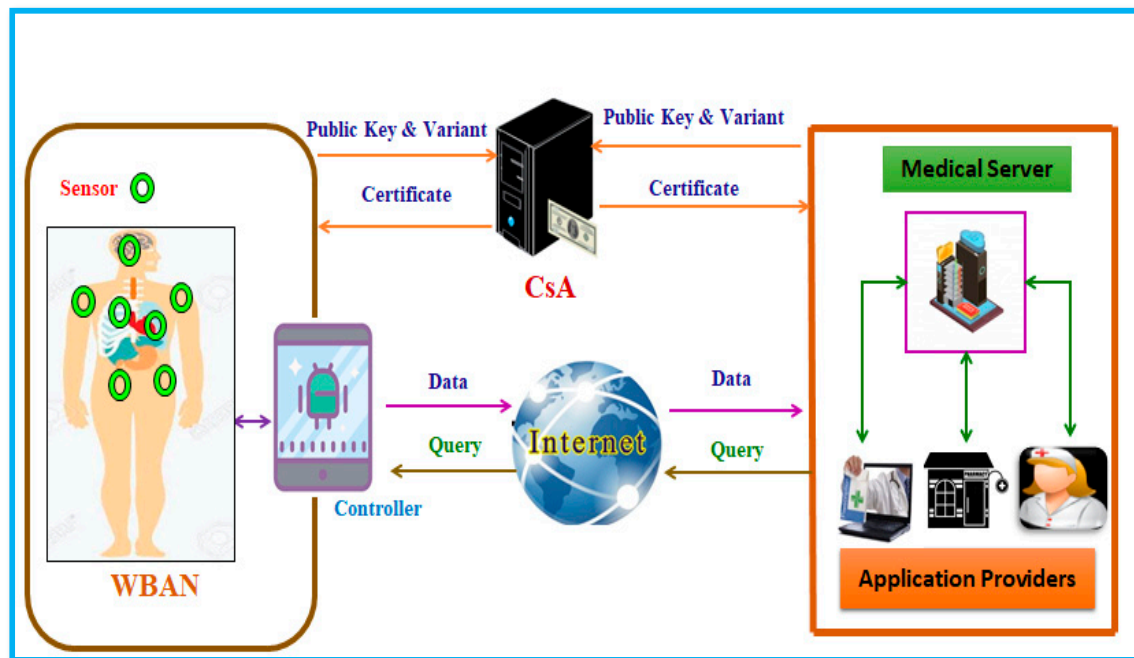 Public Key & Variant
Public Key & Variant
Medical Server
Sensor
Certificate
Certificate
CsA
Data
Data
Internet
Query
Query
PHARMACY
Controller
WBAN
Application Providers